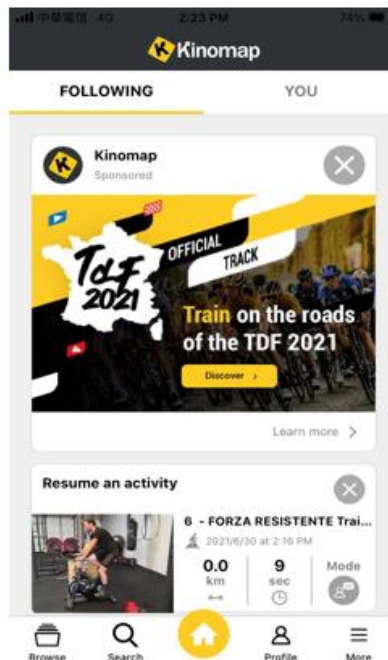 中華電信 4G 2:23 PM 74%
Kinomap
FOLLOWING YOU
Kinomap
Sponsored
TdF
2021
OFFICIAL
TRACK
Train on the roads
of the TDF 2021
Discover >
Learn more >
Resume an activity
6 - FORZA RESISTENTE Trai...
2021/6/30 at 2:16 PM
0.0 9 Mode
km sec
Browse Search Profile More